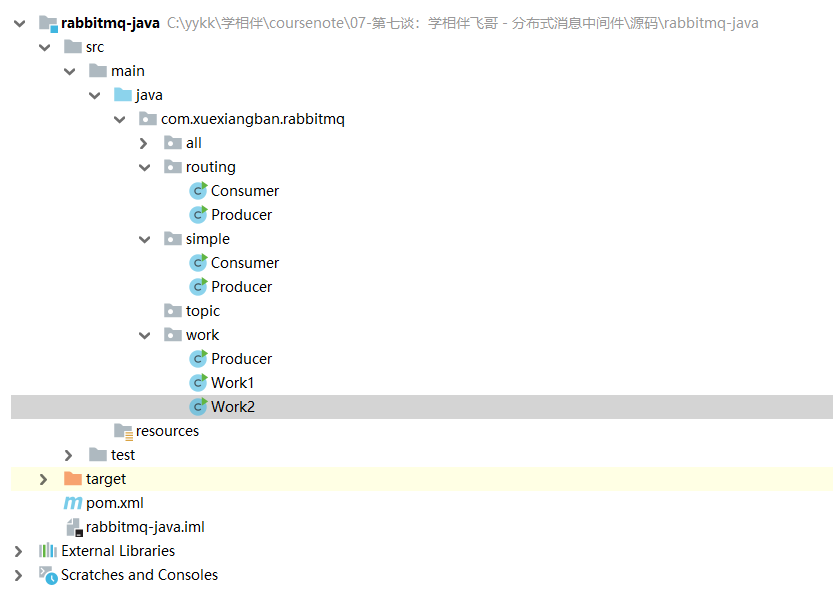 rabbitmq-java C:\yykk\学相伴\coursenote\07-第七谈：学相伴飞哥 - 分布式消息中间件\源码\rabbitmq-java
src
main
java
com.xuexiangban.rabbitmq
all
routing
Consumer
Producer
simple
Consumer
Producer
topic
work
Producer
Work1
Work2
resources
test
target
pom.xml
rabbitmq-java.iml
External Libraries
Scratches and Consoles